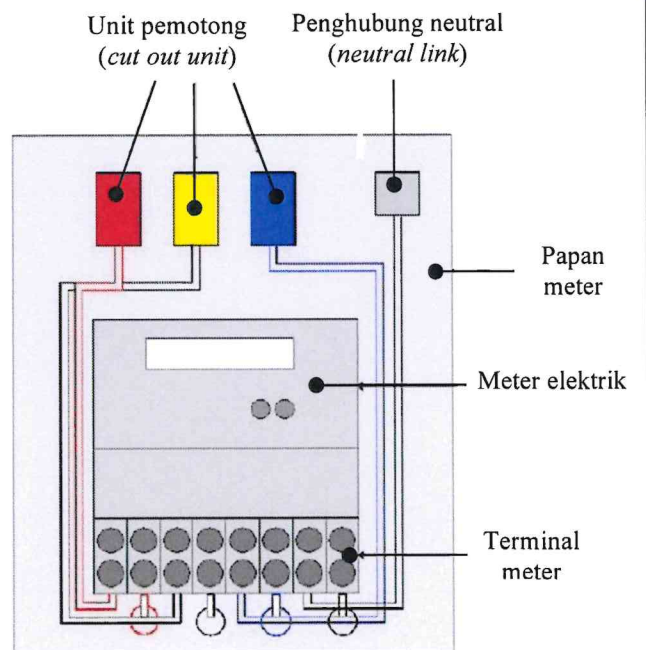 Unit pemotong
(cut out unit)
Penghubung neutral
(neutral link)
Papan
meter
Meter elektrik
Terminal
meter